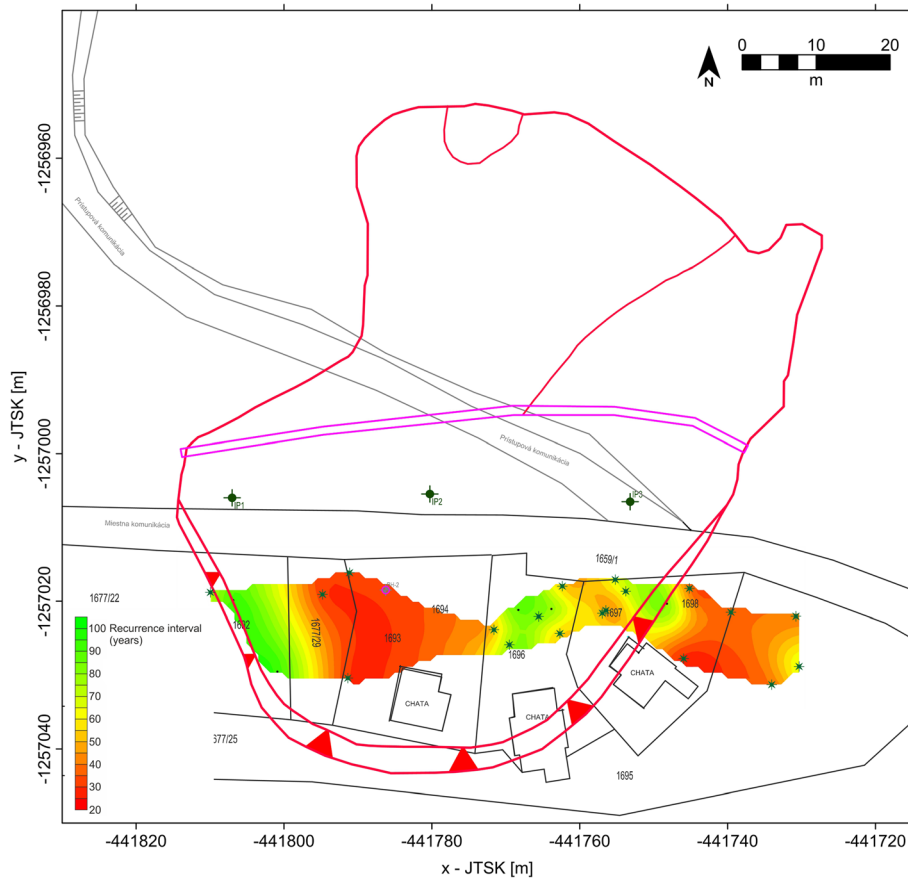 0 10 20
m
N
-1256960
-1256980
-1257000
-1257020
-1257040
y - JTSK [m]
Prístupová komunikácia
Prístupová komunikácia
IP1
IP2
IP3
Miestna komunikácia
1659/1
1677/22
1692
1677/29
1693
1694
1696
1697
1698
CHATA
CHATA
CHATA
1695
677/25
Recurrence interval
(years)
100
90
80
70
60
50
40
30
20
-441820 -441800 -441780 -441760 -441740 -441720
x - JTSK [m]